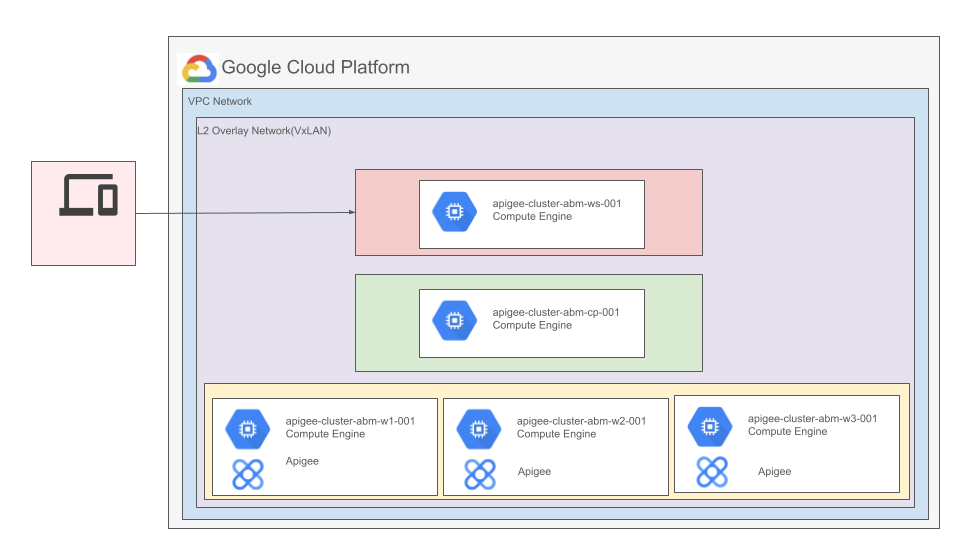 Google Cloud Platform
VPC Network
L2 Overlay Network(VxLAN)
apigee-cluster-abm-ws-001
Compute Engine
apigee-cluster-abm-cp-001
Compute Engine
apigee-cluster-abm-w1-001
Compute Engine
Apigee
apigee-cluster-abm-w2-001
Compute Engine
Apigee
apigee-cluster-abm-w3-001
Compute Engine
Apigee